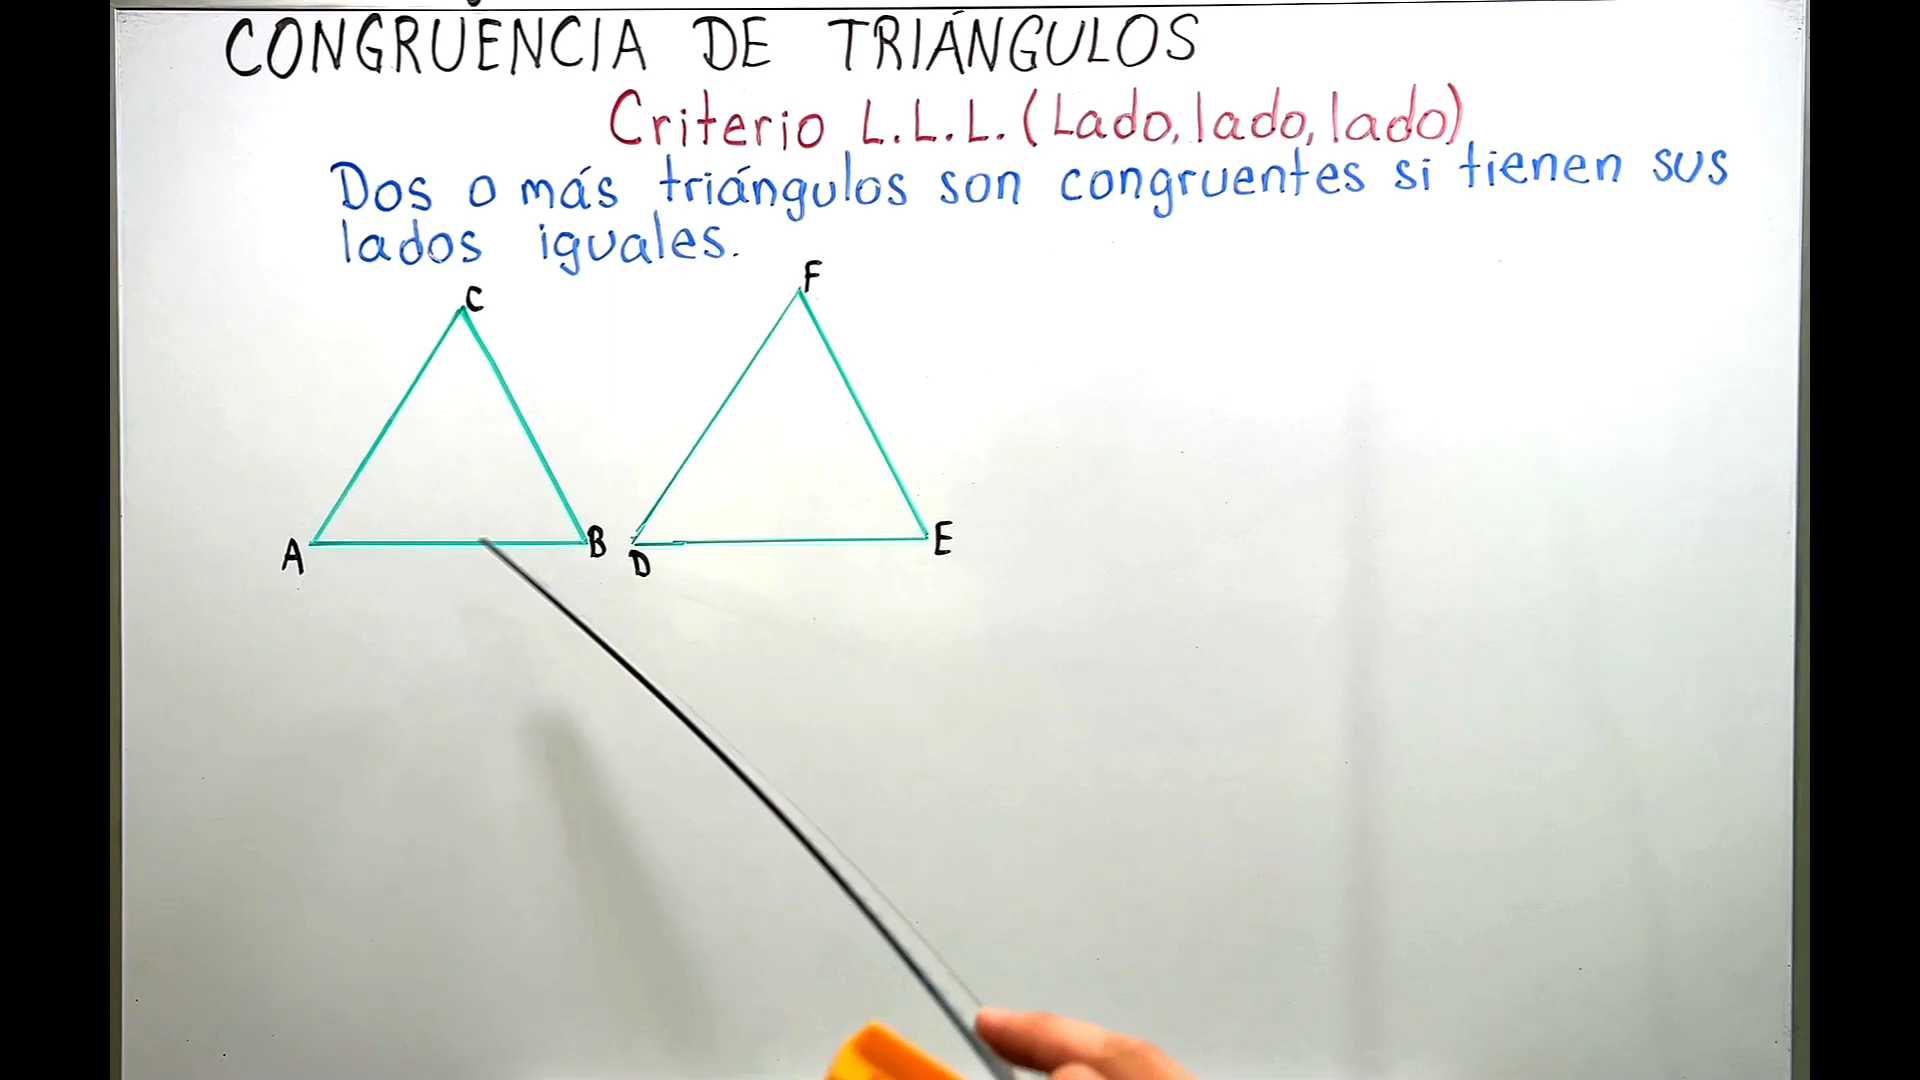 CONGRUENCIA DE TRIÁNGULOS
Criterio L.L.L. (Lado, lado, lado)
Dos o más triángulos son congruentes si tienen sus
lados iguales.
C
F
A
B
D
E